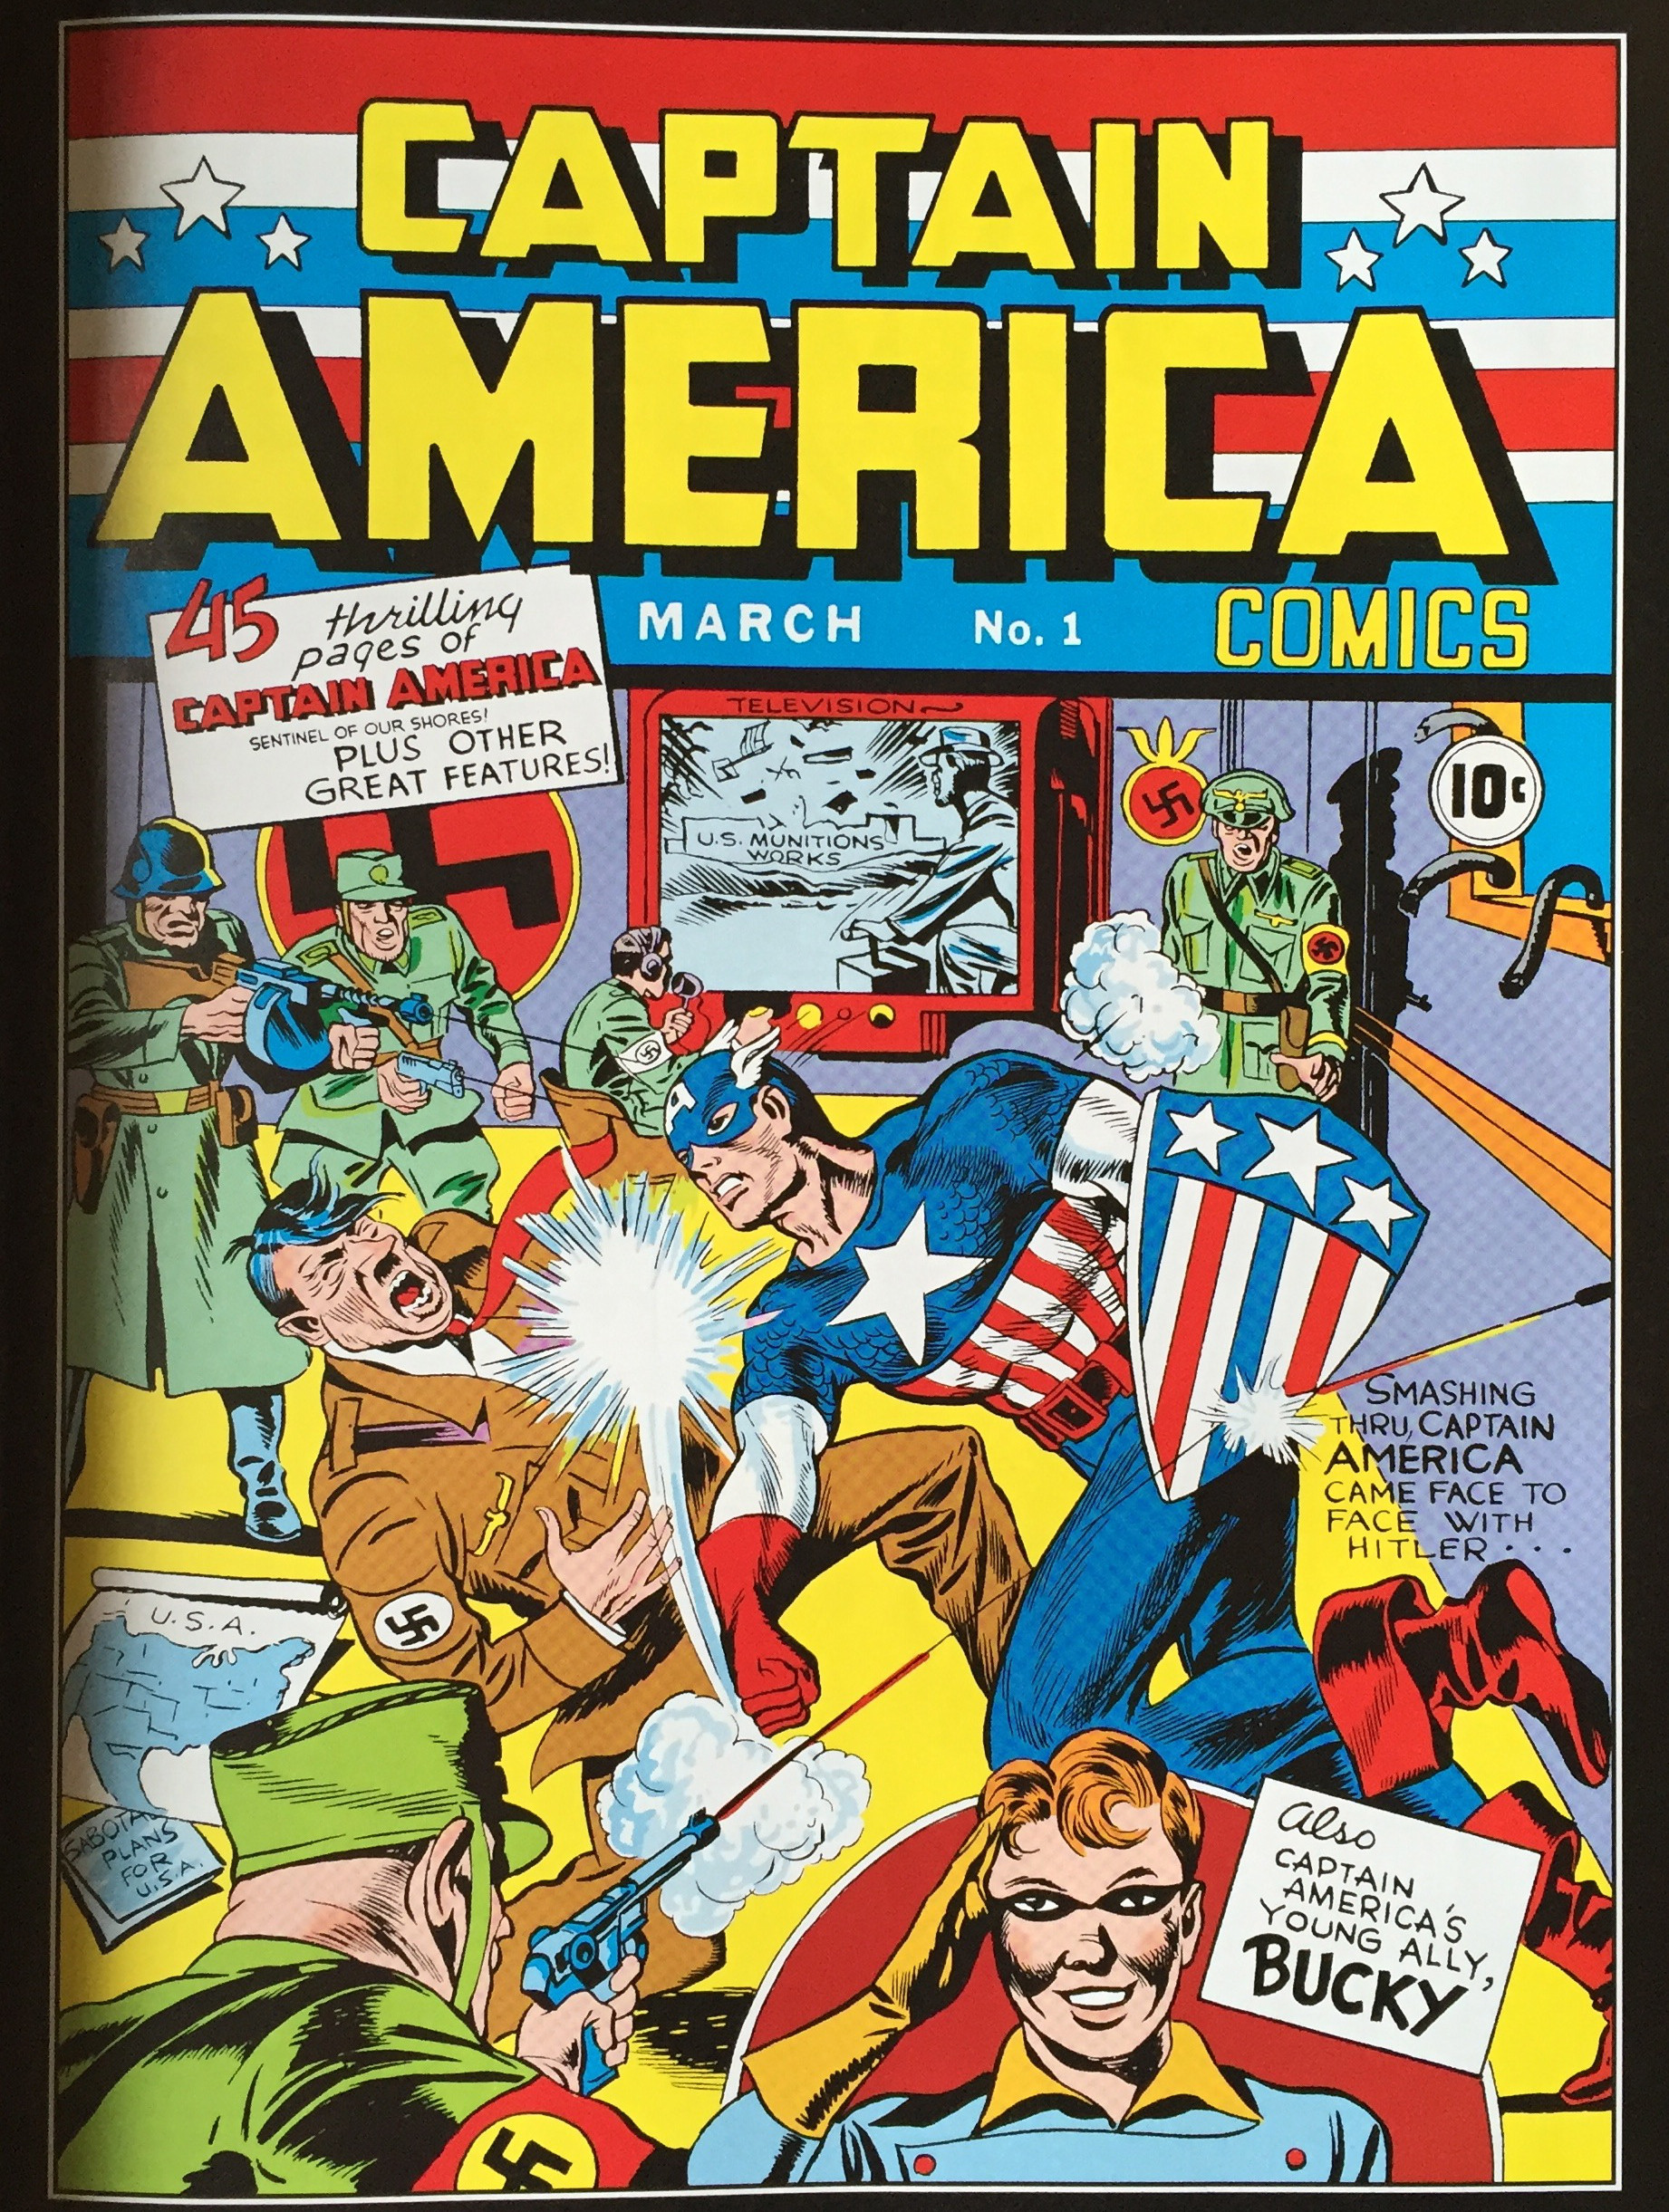 CAPTAIN
AMERICA
COMICS
MARCH No. 1
45 thrilling
pages of
CAPTAIN AMERICA
SENTINEL OF OUR SHORES!
PLUS OTHER
GREAT FEATURES!
TELEVISION
U.S. MUNITIONS
WORKS
10c
A
SMASHING
THRU, CAPTAIN
AMERICA
CAME FACE TO
FACE WITH
HITLER...
U.S.A.
SABOTA
PLANS
FOR
U.S.A.
Also
CAPTAIN
AMERICA'S
YOUNG ALLY,
BUCKY